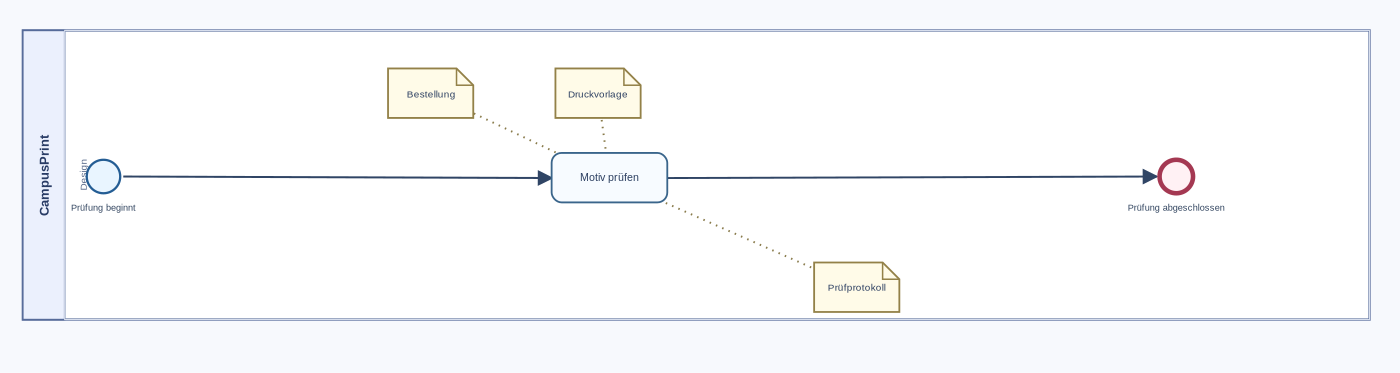 CampusPrint
Design
Prüfung beginnt
Bestellung
Druckvorlage
Motiv prüfen
Prüfprotokoll
Prüfung abgeschlossen